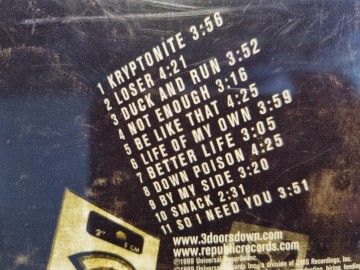 1 KRYPTONITE 3:56
2 LOSER 4:21
3 DUCK AND RUN 3:52
4 NOT ENOUGH 3:16
5 BE LIKE THAT 4:25
6 LIFE OF MY OWN 3:59
7 BETTER LIFE 3:05
8 DOWN POISON 4:25
9 BY MY SIDE 3:20
10 SMACK 2:31
11 SO I NEED YOU 3:51
2"
5 CM
www.3doorsdown.com
www.republicrecords.com